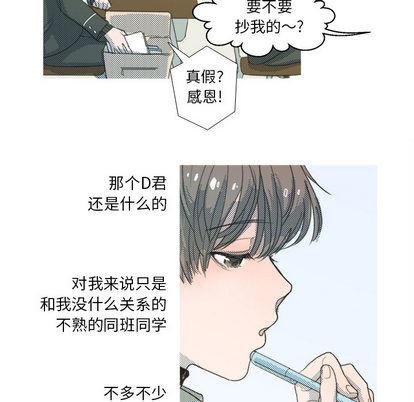 要不要
抄我的～?
真假?
感恩!
那个D君
还是什么的
对我来说只是
和我没什么关系的
不熟的同班同学
不多不少